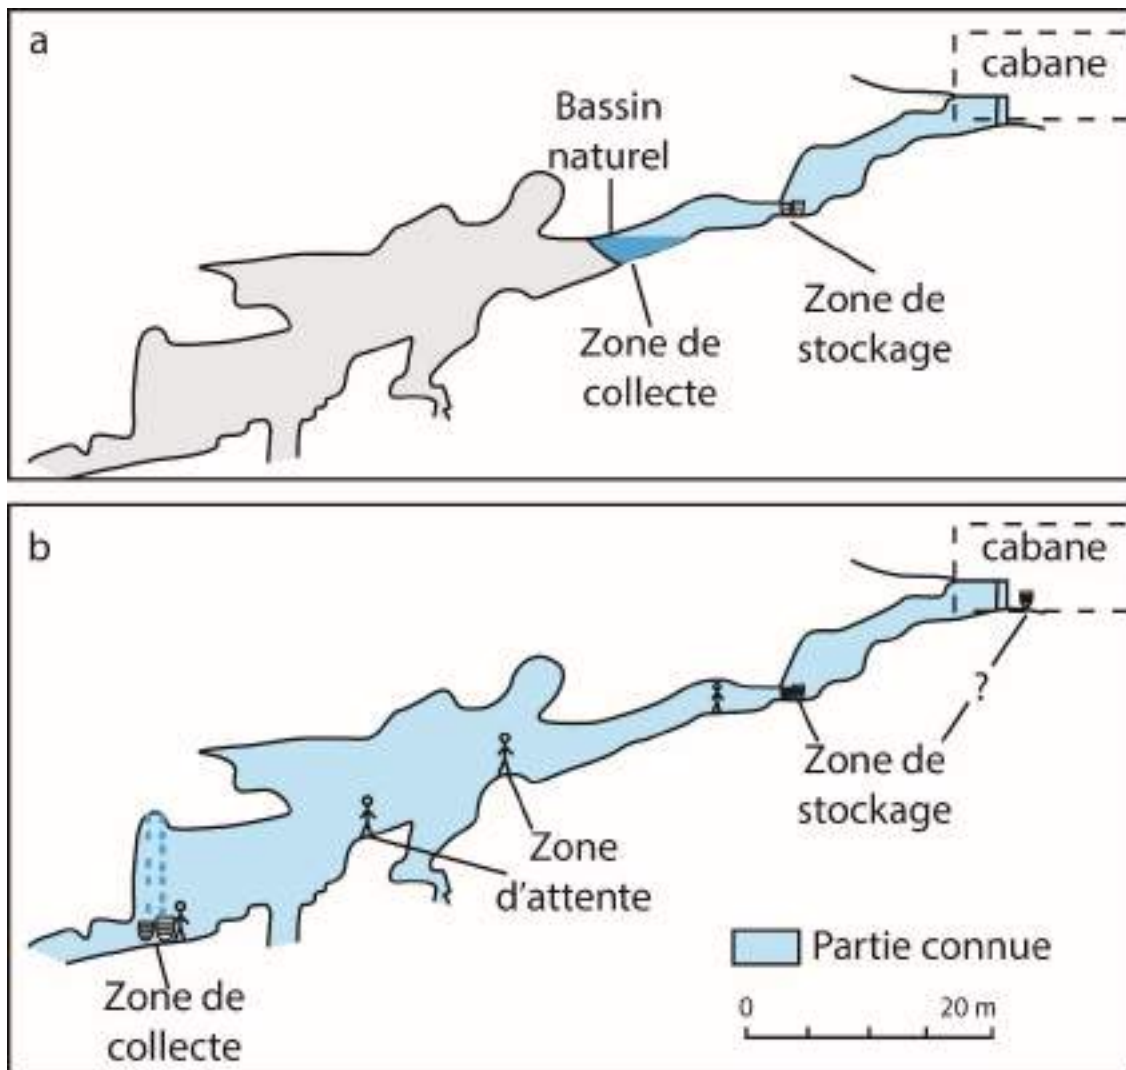 a
cabane
Bassin
naturel
Zone de
stockage
Zone de
collecte
b
cabane
?
Zone de
stockage
Zone
d'attente
Partie connue
Zone de
collecte
0 20 m